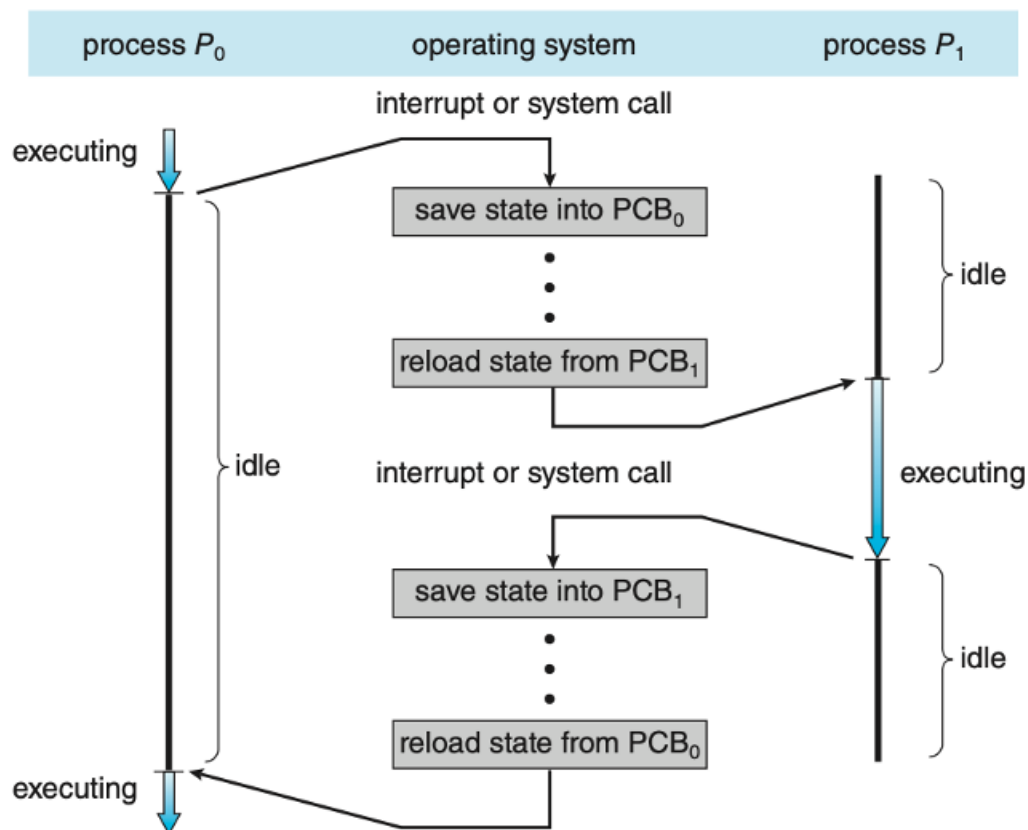 process P₀
operating system
process P₁
interrupt or system call
executing
save state into PCB₀
idle
reload state from PCB₁
idle
interrupt or system call
executing
save state into PCB₁
idle
reload state from PCB₀
executing